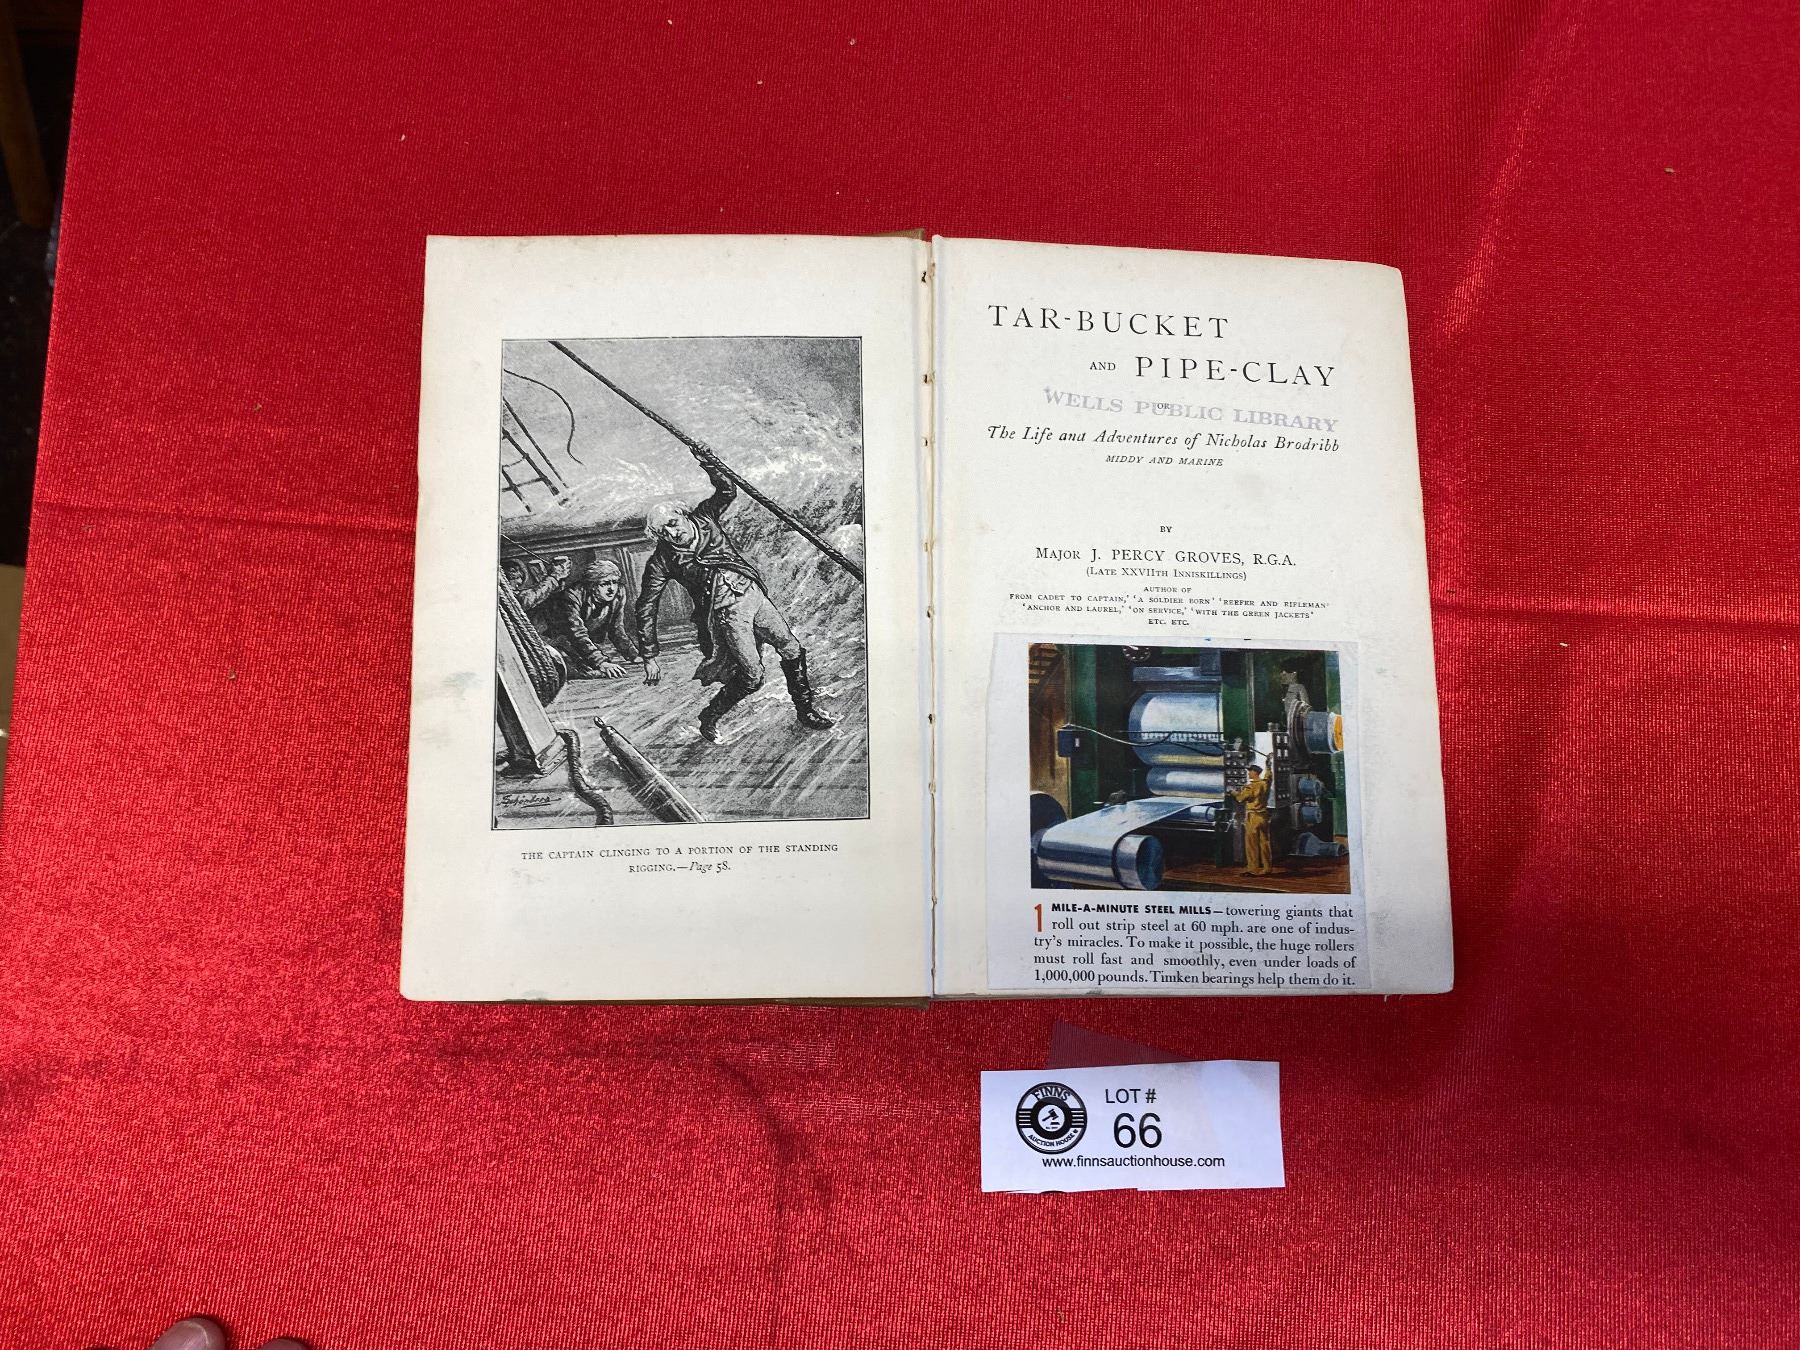 Schönberg
THE CAPTAIN CLINGING TO A PORTION OF THE STANDING
RIGGING.—Page 58.
TAR-BUCKET
AND PIPE-CLAY
OR
WELLS PUBLIC LIBRARY
The Life and Adventures of Nicholas Brodribb
MIDDY AND MARINE
BY
MAJOR J. PERCY GROVES, R.G.A.
(LATE XXVIITH INNISKILLINGS)
AUTHOR OF
FROM CADET TO CAPTAIN,' 'A SOLDIER BORN' 'REEFER AND RIFLEMAN'
'ANCHOR AND LAUREL,' 'ON SERVICE,' 'WITH THE GREEN JACKETS'
ETC. ETC.
1 MILE-A-MINUTE STEEL MILLS—towering giants that
roll out strip steel at 60 mph. are one of indus-
try's miracles. To make it possible, the huge rollers
must roll fast and smoothly, even under loads of
1,000,000 pounds. Timken bearings help them do it.
FINNS
AUCTION HOUSE
LOT #
66
www.finnsauctionhouse.com